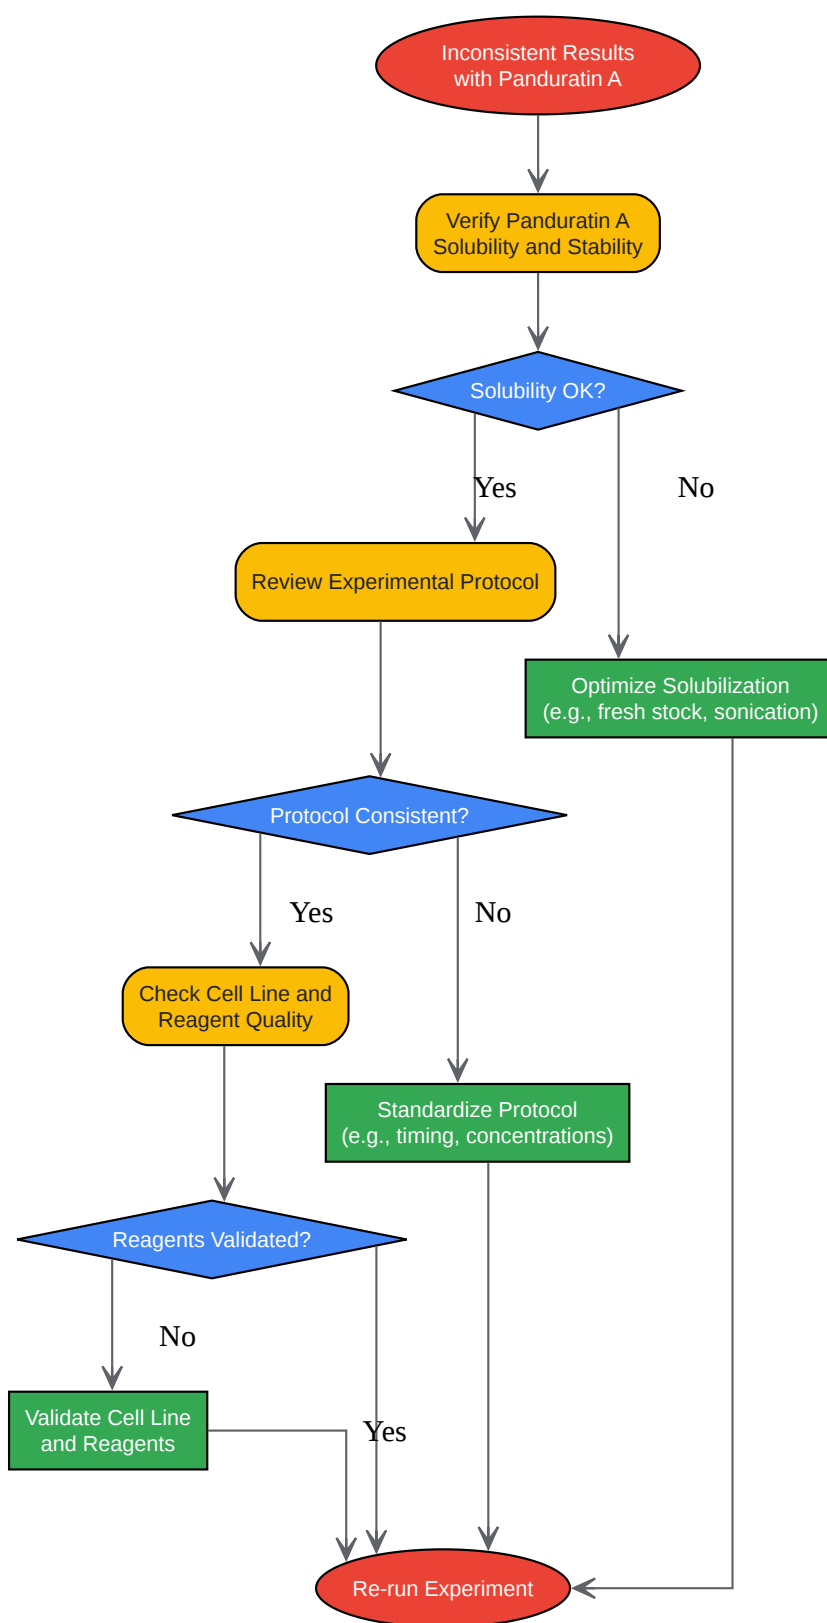 Inconsistent Results
with Panduratin A
Verify Panduratin A
Solubility and Stability
Solubility OK?
Yes
No
Review Experimental Protocol
Optimize Solubilization
(e.g., fresh stock, sonication)
Protocol Consistent?
Yes
No
Check Cell Line and
Reagent Quality
Standardize Protocol
(e.g., timing, concentrations)
Reagents Validated?
No
Validate Cell Line
and Reagents
Yes
Re-run Experiment